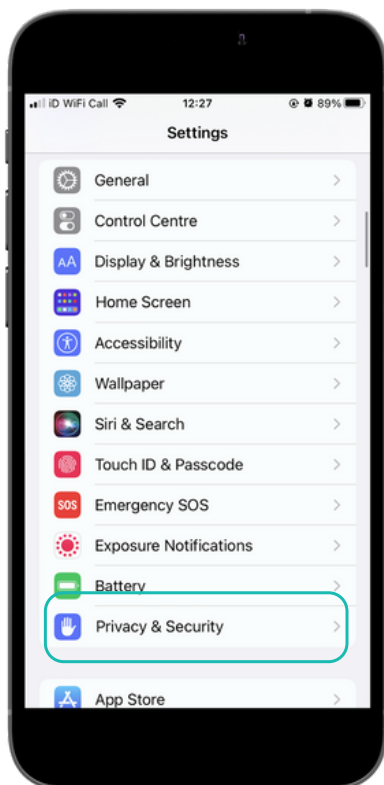 iD WiFi Call 12:27 89%
Settings
General
Control Centre
AA Display & Brightness
Home Screen
Accessibility
Wallpaper
Siri & Search
Touch ID & Passcode
SOS Emergency SOS
Exposure Notifications
Battery
Privacy & Security
App Store